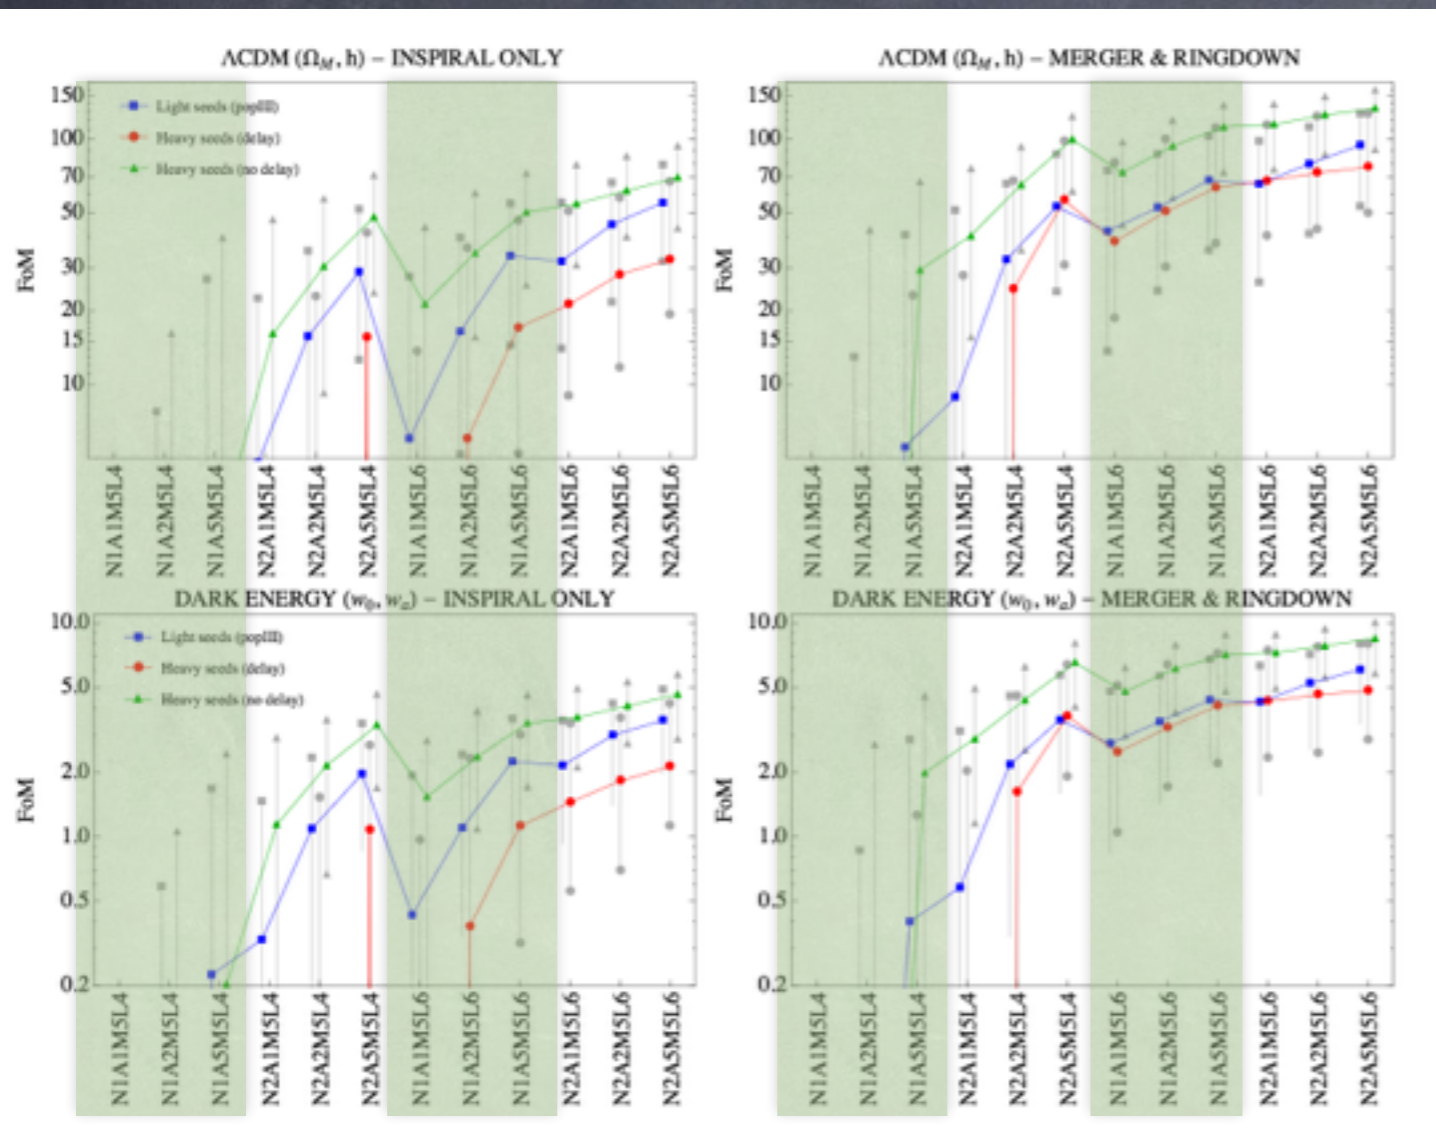 ΛCDM (Ω_M, h) – INSPIRAL ONLY
150
100
70
50
30
20
15
10
FoM
Light seeds (popIII)
Heavy seeds (delay)
Heavy seeds (no delay)
N1A1M5L4
N1A2M5L4
N1A5M5L4
N2A1M5L4
N2A2M5L4
N2A5M5L4
N1A1M5L6
N1A2M5L6
N1A5M5L6
N2A1M5L6
N2A2M5L6
N2A5M5L6
ΛCDM (Ω_M, h) – MERGER & RINGDOWN
150
100
70
50
30
20
15
10
FoM
N1A1M5L4
N1A2M5L4
N1A5M5L4
N2A1M5L4
N2A2M5L4
N2A5M5L4
N1A1M5L6
N1A2M5L6
N1A5M5L6
N2A1M5L6
N2A2M5L6
N2A5M5L6
DARK ENERGY (w_0, w_a) – INSPIRAL ONLY
10.0
5.0
2.0
1.0
0.5
0.2
FoM
Light seeds (popIII)
Heavy seeds (delay)
Heavy seeds (no delay)
N1A1M5L4
N1A2M5L4
N1A5M5L4
N2A1M5L4
N2A2M5L4
N2A5M5L4
N1A1M5L6
N1A2M5L6
N1A5M5L6
N2A1M5L6
N2A2M5L6
N2A5M5L6
DARK ENERGY (w_0, w_a) – MERGER & RINGDOWN
10.0
5.0
2.0
1.0
0.5
0.2
FoM
N1A1M5L4
N1A2M5L4
N1A5M5L4
N2A1M5L4
N2A2M5L4
N2A5M5L4
N1A1M5L6
N1A2M5L6
N1A5M5L6
N2A1M5L6
N2A2M5L6
N2A5M5L6